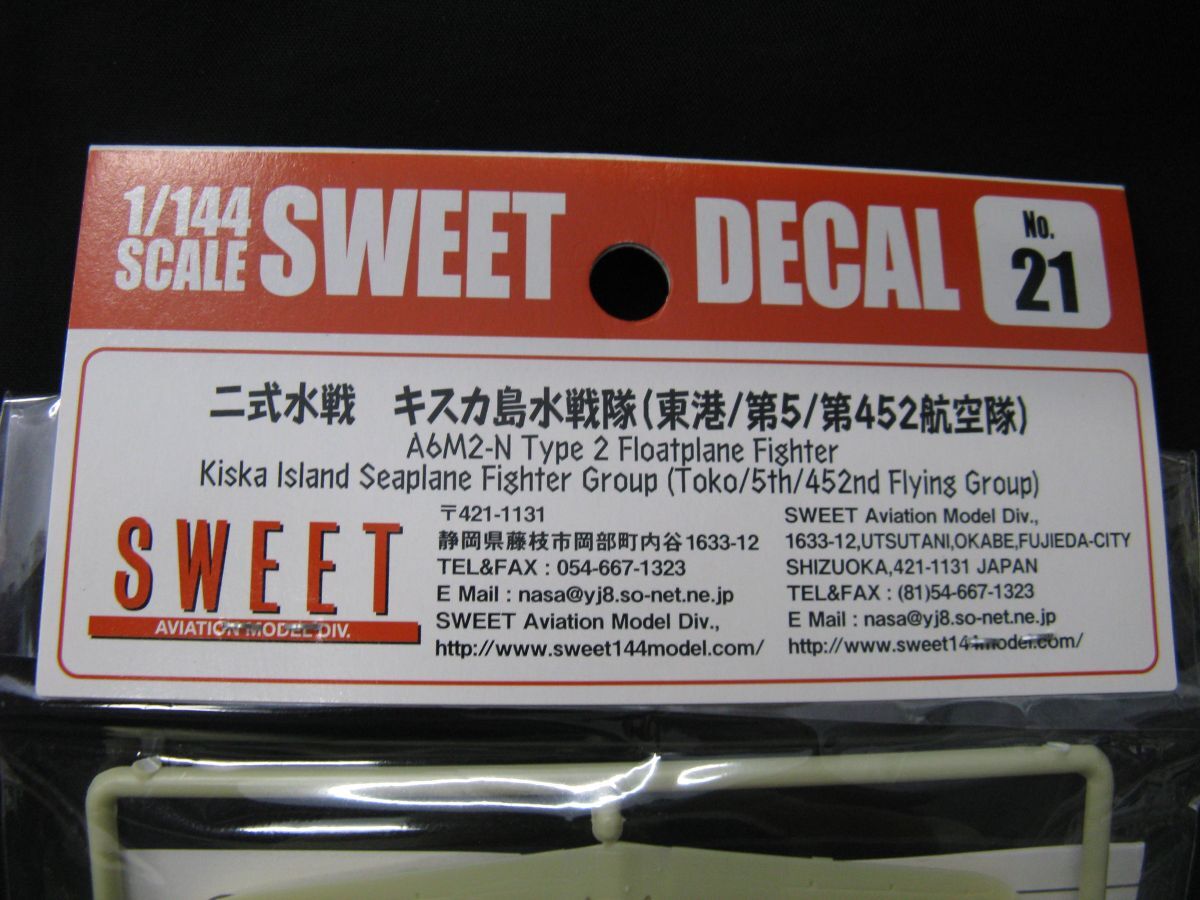 1/144
SCALE
SWEET DECAL
No.
21
二式水戦 キスカ島水戦隊(東港/第5/第452航空隊)
A6M2-N Type 2 Floatplane Fighter
Kiska Island Seaplane Fighter Group (Toko/5th/452nd Flying Group)
SWEET
AVIATION MODEL DIV.
〒421-1131
静岡県藤枝市岡部町内谷1633-12
TEL&FAX : 054-667-1323
E Mail : nasa@yj8.so-net.ne.jp
SWEET Aviation Model Div.,
http://www.sweet144model.com/
SWEET Aviation Model Div.,
1633-12,UTSUTANI,OKABE,FUJIEDA-CITY
SHIZUOKA,421-1131 JAPAN
TEL&FAX : (81)54-667-1323
E Mail : nasa@yj8.so-net.ne.jp
http://www.sweet144model.com/